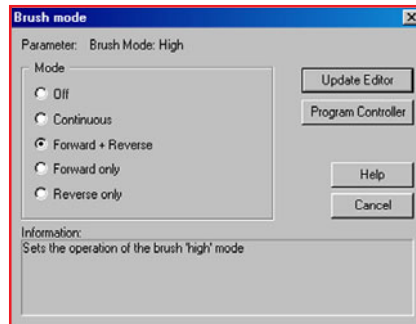 Brush mode
Parameter: Brush Mode: High
Mode
Off
Continuous
Forward + Reverse
Forward only
Reverse only
Update Editor
Program Controller
Help
Cancel
Information:
Sets the operation of the brush 'high' mode